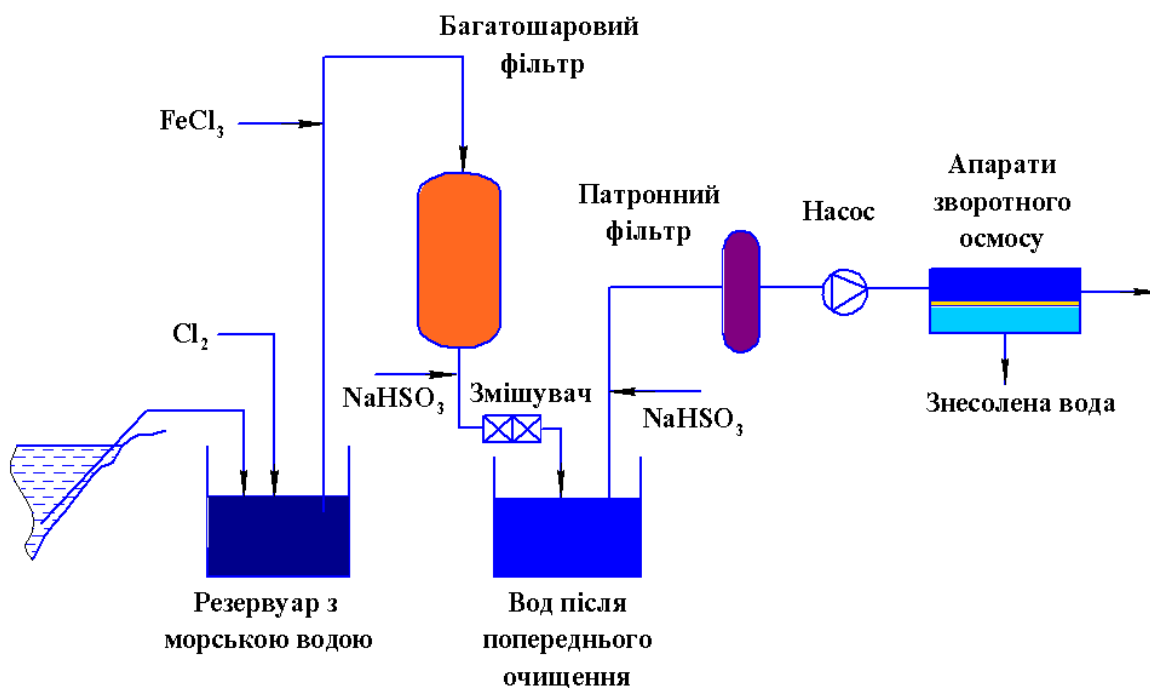 Багатошаровий
фільтр
FeCl3
Апарати
зворотного
осмосу
Патронний
фільтр
Насос
Cl2
NaHSO3
Змішувач
NaHSO3
Знесолена вода
Резервуар з
морською водою
Вод після
попереднього
очищення